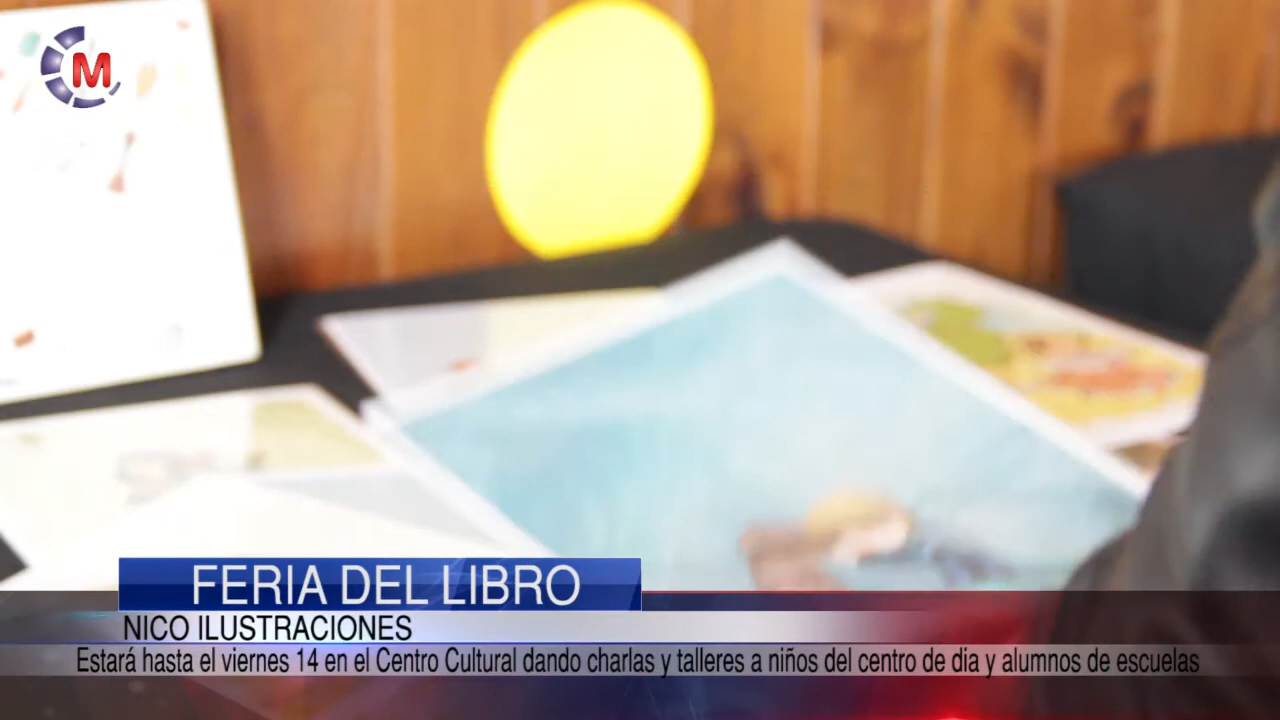 M
FERIA DEL LIBRO
NICO ILUSTRACIONES
Estará hasta el viernes 14 en el Centro Cultural dando charlas y talleres a niños del centro de dia y alumnos de escuelas